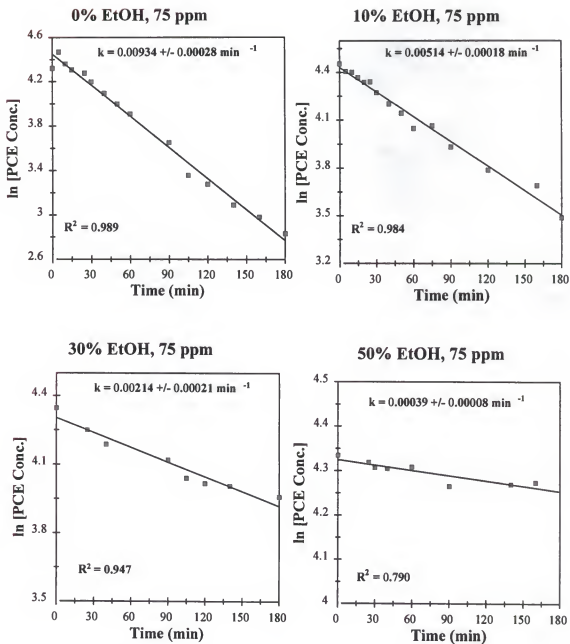 0% EtOH, 75 ppm
k = 0.00934 +/- 0.00028 min ⁻¹
ln [PCE Conc.]
5
4.6
4.2
3.8
3.4
3
2.6
R² = 0.989
0 30 60 90 120 150 180
Time (min)
10% EtOH, 75 ppm
k = 0.00514 +/- 0.00018 min ⁻¹
ln [PCE Conc.]
4.4
4.1
3.8
3.5
3.2
R² = 0.984
0 30 60 90 120 150 180
Time (min)
30% EtOH, 75 ppm
k = 0.00214 +/- 0.00021 min ⁻¹
ln [PCE Conc.]
4.4
4.1
3.8
3.5
R² = 0.947
0 30 60 90 120 150 180
Time (min)
50% EtOH, 75 ppm
k = 0.00039 +/- 0.00008 min ⁻¹
ln [PCE Conc.]
4.5
4.4
4.3
4.2
4.1
4
R² = 0.790
0 30 60 90 120 150 180
Time (min)